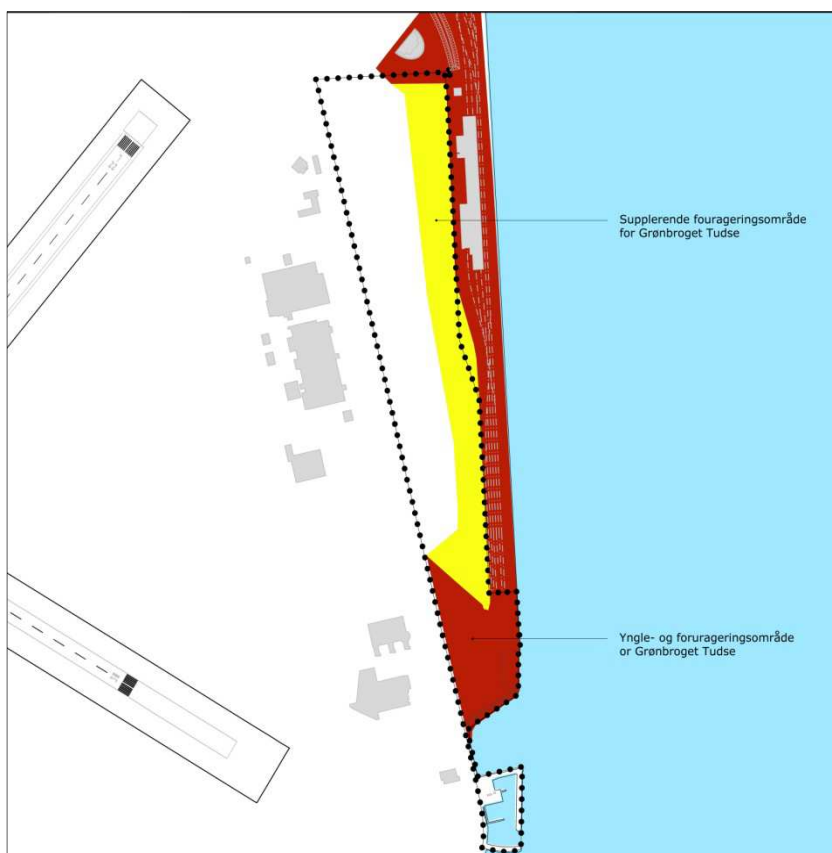 Supplerende fourageringsområde
for Grønbroget Tudse
Yngle- og forurageringsområde
or Grønbroget Tudse